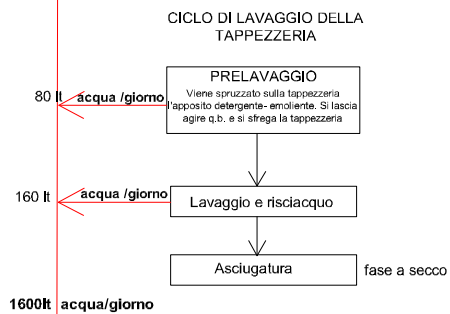 CICLO DI LAVAGGIO DELLA
TAPPEZZERIA
PRELAVAGGIO
Viene spruzzato sulla tappezzeria
l'apposito detergente- emoliente. Si lascia
agire q.b. e si sfrega la tappezzeria
80 lt acqua /giorno
160 lt acqua /giorno
Lavaggio e risciacquo
Asciugatura
fase a secco
1600lt acqua/giorno